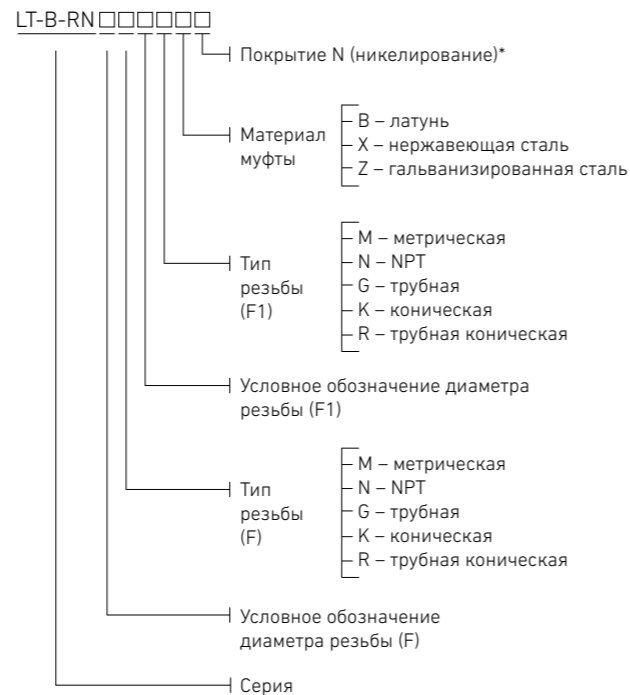 LT-B-RN□□□□□□
Покрытие N (никелирование)*
Материал
муфты
B – латунь
X – нержавеющая сталь
Z – гальванизированная сталь
Тип
резьбы
(F1)
M – метрическая
N – NPT
G – трубная
K – коническая
R – трубная коническая
Условное обозначение диаметра
резьбы (F1)
Тип
резьбы
(F)
M – метрическая
N – NPT
G – трубная
K – коническая
R – трубная коническая
Условное обозначение
диаметра резьбы (F)
Серия